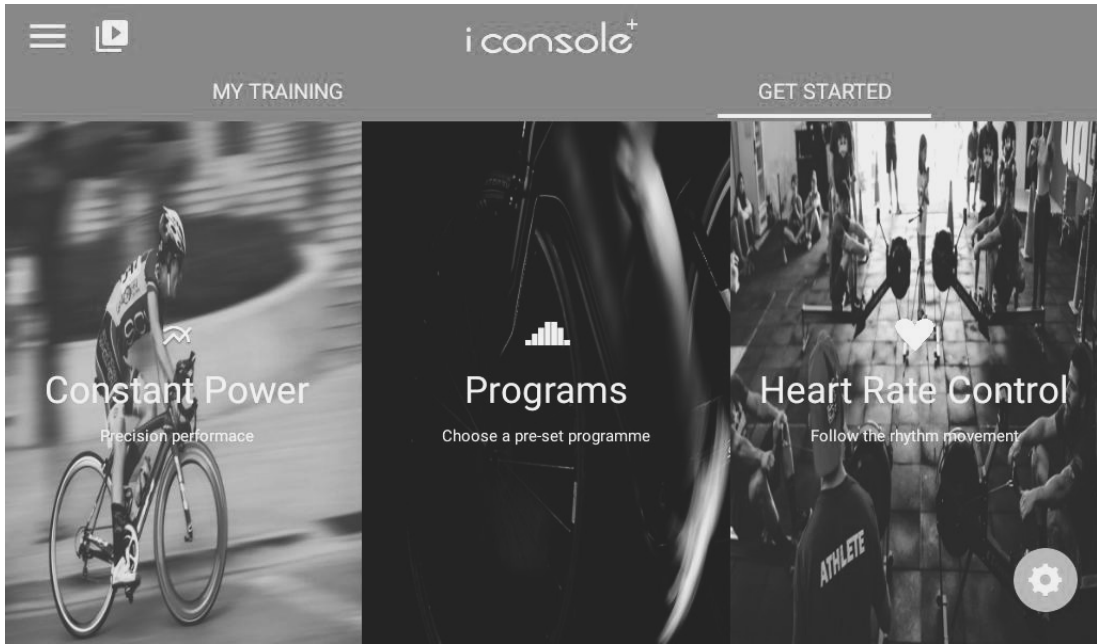 i console+
MY TRAINING
GET STARTED
Constant Power
Precision performace
Programs
Choose a pre-set programme
Heart Rate Control
Follow the rhythm movement
ATHLETE